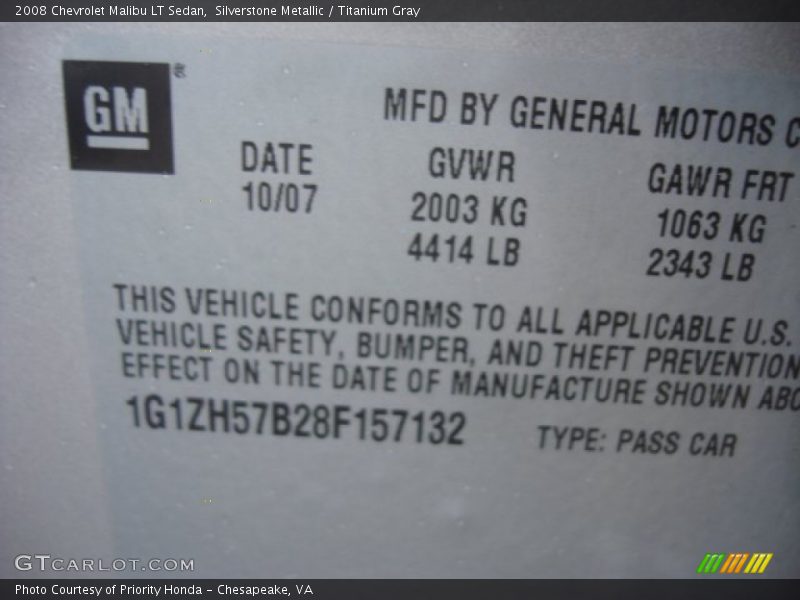 2008 Chevrolet Malibu LT Sedan, Silverstone Metallic / Titanium Gray
GM
MFD BY GENERAL MOTORS C
DATE GVWR GAWR FRT
10/07 2003 KG 1063 KG
4414 LB 2343 LB
THIS VEHICLE CONFORMS TO ALL APPLICABLE U.S.
VEHICLE SAFETY, BUMPER, AND THEFT PREVENTION
EFFECT ON THE DATE OF MANUFACTURE SHOWN ABO
1G1ZH57B28F157132 TYPE: PASS CAR
GTCARLOT.COM
Photo Courtesy of Priority Honda - Chesapeake, VA